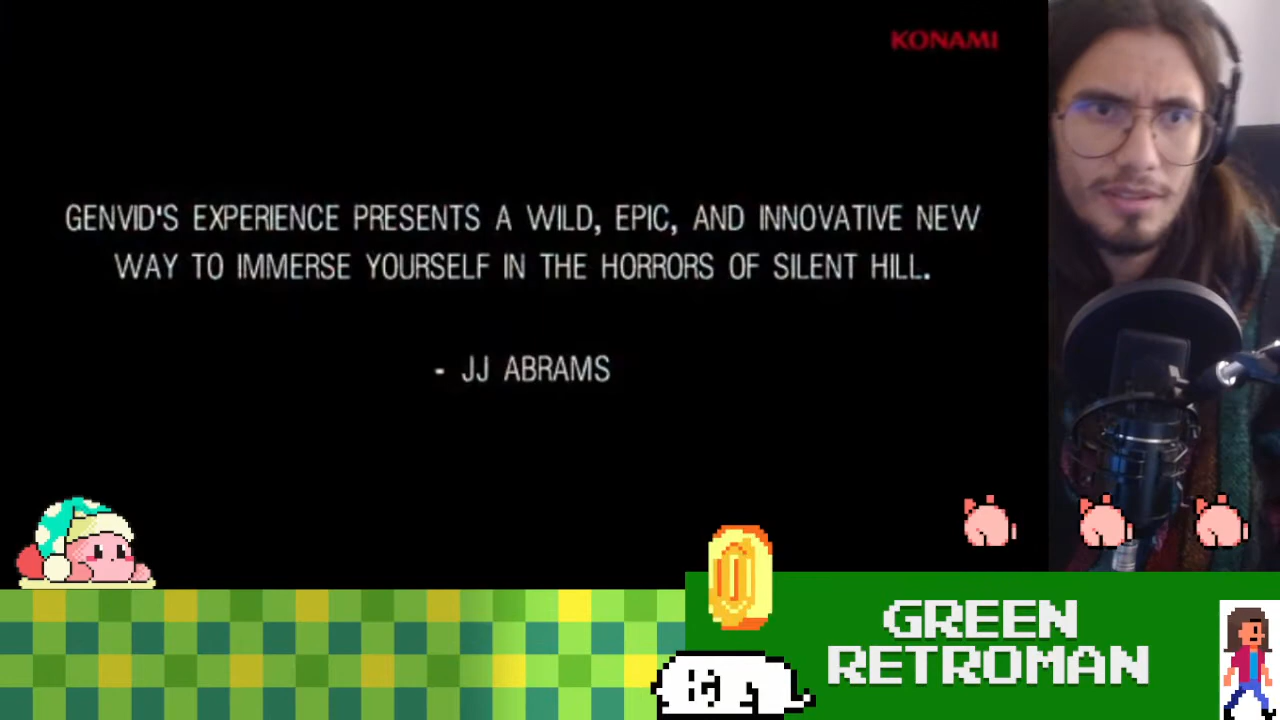 KONAMI
GENVID'S EXPERIENCE PRESENTS A WILD, EPIC, AND INNOVATIVE NEW
WAY TO IMMERSE YOURSELF IN THE HORRORS OF SILENT HILL.
- JJ ABRAMS
GREEN
RETROMAN